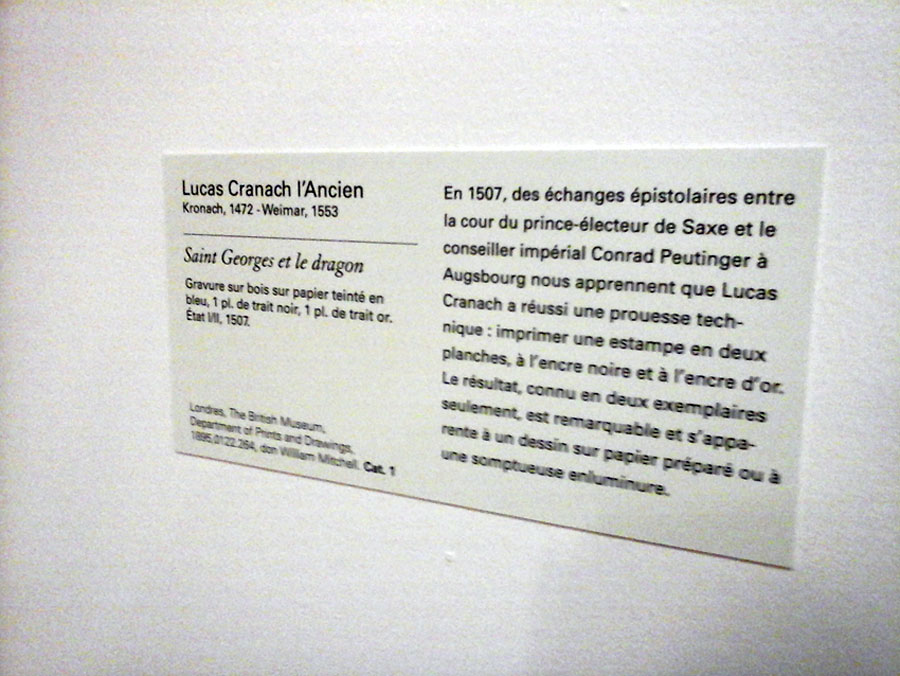 Lucas Cranach l'Ancien
Kronach, 1472 - Weimar, 1553
Saint Georges et le dragon
Gravure sur bois sur papier teinté en
bleu, 1 pl. de trait noir, 1 pl. de trait or.
État I/II, 1507.
Londres, The British Museum,
Department of Prints and Drawings,
1895,0122.264, don William Mitchell. Cat. 1
En 1507, des échanges épistolaires entre
la cour du prince-électeur de Saxe et le
conseiller impérial Conrad Peutinger à
Augsbourg nous apprennent que Lucas
Cranach a réussi une prouesse tech-
nique : imprimer une estampe en deux
planches, à l'encre noire et à l'encre d'or.
Le résultat, connu en deux exemplaires
seulement, est remarquable et s'appa-
rente à un dessin sur papier préparé ou à
une somptueuse enluminure.